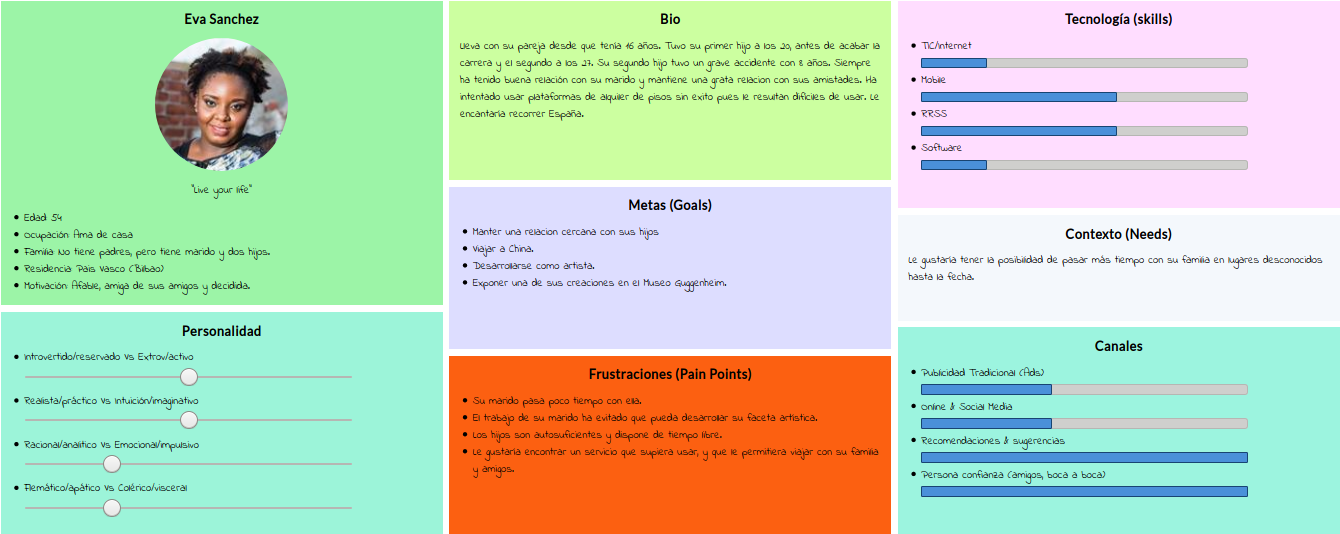 Eva Sanchez
"Live your life"
Edad: 54
Ocupación: Ama de casa
Familia: No tiene padres, pero tiene marido y dos hijos.
Residencia: País Vasco (Bilbao)
Motivación: Afable, amiga de sus amigos y decidida.
Personalidad
Introvertido/reservado Vs Extrov/activo
Realista/práctico Vs Intuición/imaginativo
Racional/analítico Vs Emocional/impulsivo
Flemático/apático Vs Colérico/visceral
Bio
Lleva con su pareja desde que tenía 16 años. Tuvo su primer hijo a los 20, antes de acabar la
carrera y el segundo a los 27. Su segundo hijo tuvo un grave accidente con 8 años. Siempre
ha tenido buena relación con su marido y mantiene una grata relacion con sus amistades. Ha
intentado usar plataformas de alquiler de pisos sin exito pues le resultan difíciles de usar. Le
encantaría recorrer España.
Metas (Goals)
Manter una relacion cercana con sus hijos
Viajar a China.
Desarrollarse como artista.
Exponer una de sus creaciones en el Museo Guggenheim.
Frustraciones (Pain Points)
Su marido pasa poco tiempo con ella.
El trabajo de su marido ha evitado que pueda desarrollar su faceta artística.
Los hijos son autosuficientes y dispone de tiempo libre.
Le gustaría encontrar un servicio que supiera usar, y que le permitiera viajar con su familia
y amigos.
Tecnología (skills)
TIC/Internet
Mobile
RRSS
Software
Contexto (Needs)
Le gustaría tener la posibilidad de pasar más tiempo con su familia en lugares desconocidos
hasta la fecha.
Canales
Publicidad Tradicional (Ads)
Online & Social Media
Recomendaciones & sugerencias
Persona confianza (amigos, boca a boca)